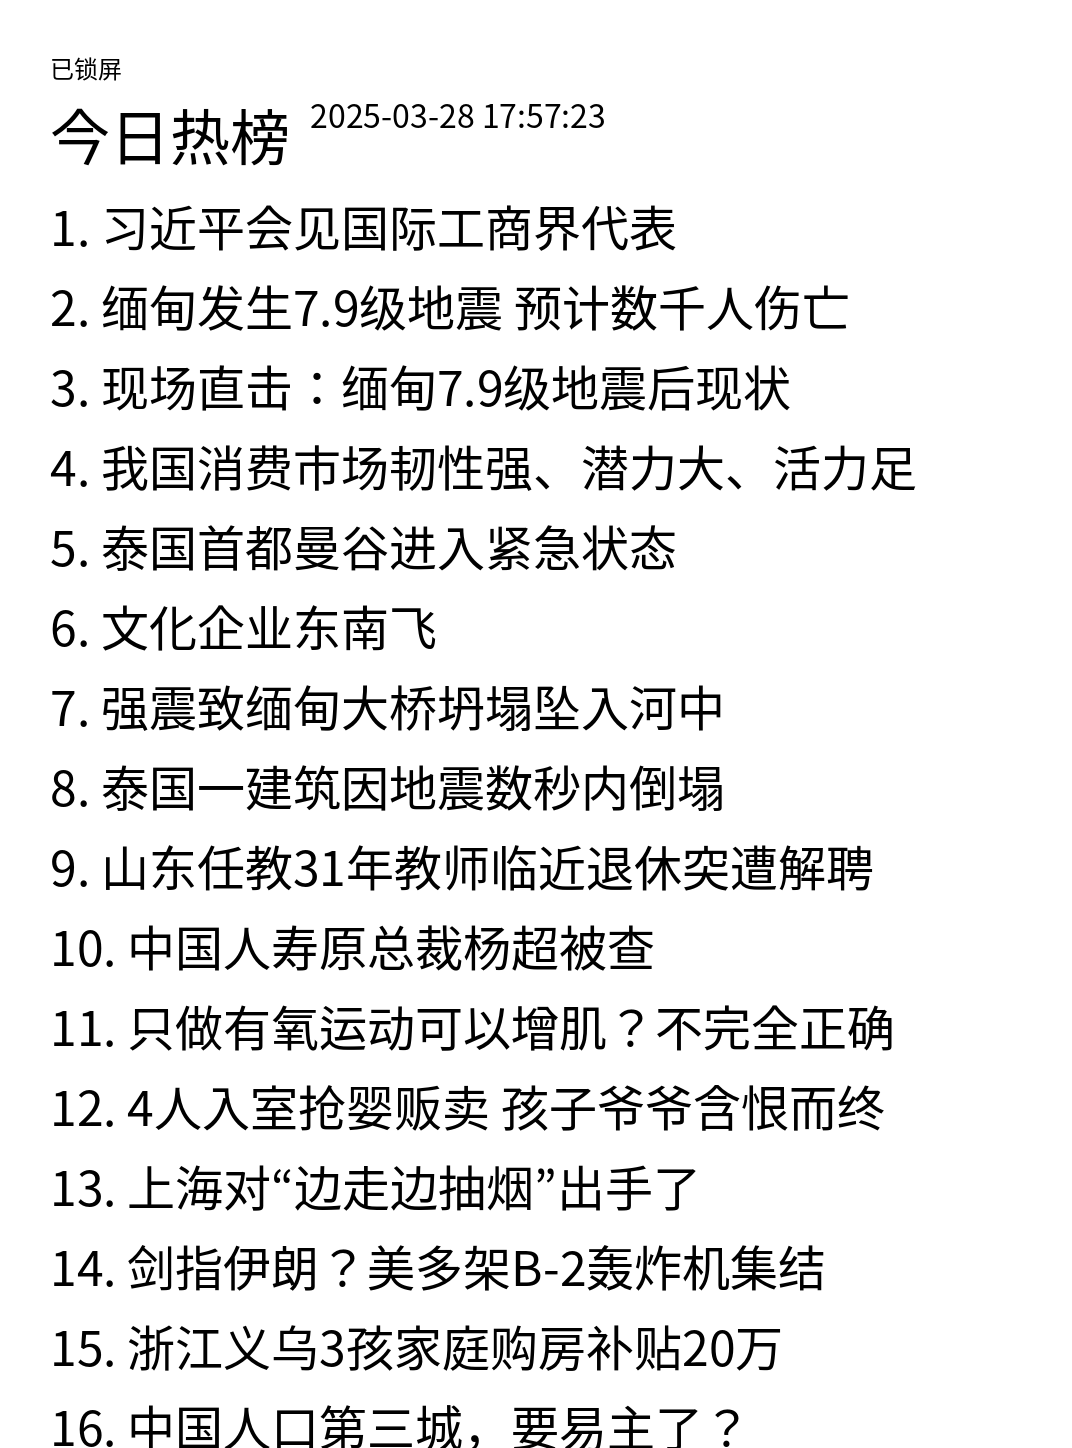 已锁屏
今日热榜 2025-03-28 17:57:23
1. 习近平会见国际工商界代表
2. 缅甸发生7.9级地震 预计数千人伤亡
3. 现场直击：缅甸7.9级地震后现状
4. 我国消费市场韧性强、潜力大、活力足
5. 泰国首都曼谷进入紧急状态
6. 文化企业东南飞
7. 强震致缅甸大桥坍塌坠入河中
8. 泰国一建筑因地震数秒内倒塌
9. 山东任教31年教师临近退休突遭解聘
10. 中国人寿原总裁杨超被查
11. 只做有氧运动可以增肌？不完全正确
12. 4人入室抢婴贩卖 孩子爷爷含恨而终
13. 上海对“边走边抽烟”出手了
14. 剑指伊朗？美多架B-2轰炸机集结
15. 浙江义乌3孩家庭购房补贴20万
16. 中国人口第三城，要易主了？